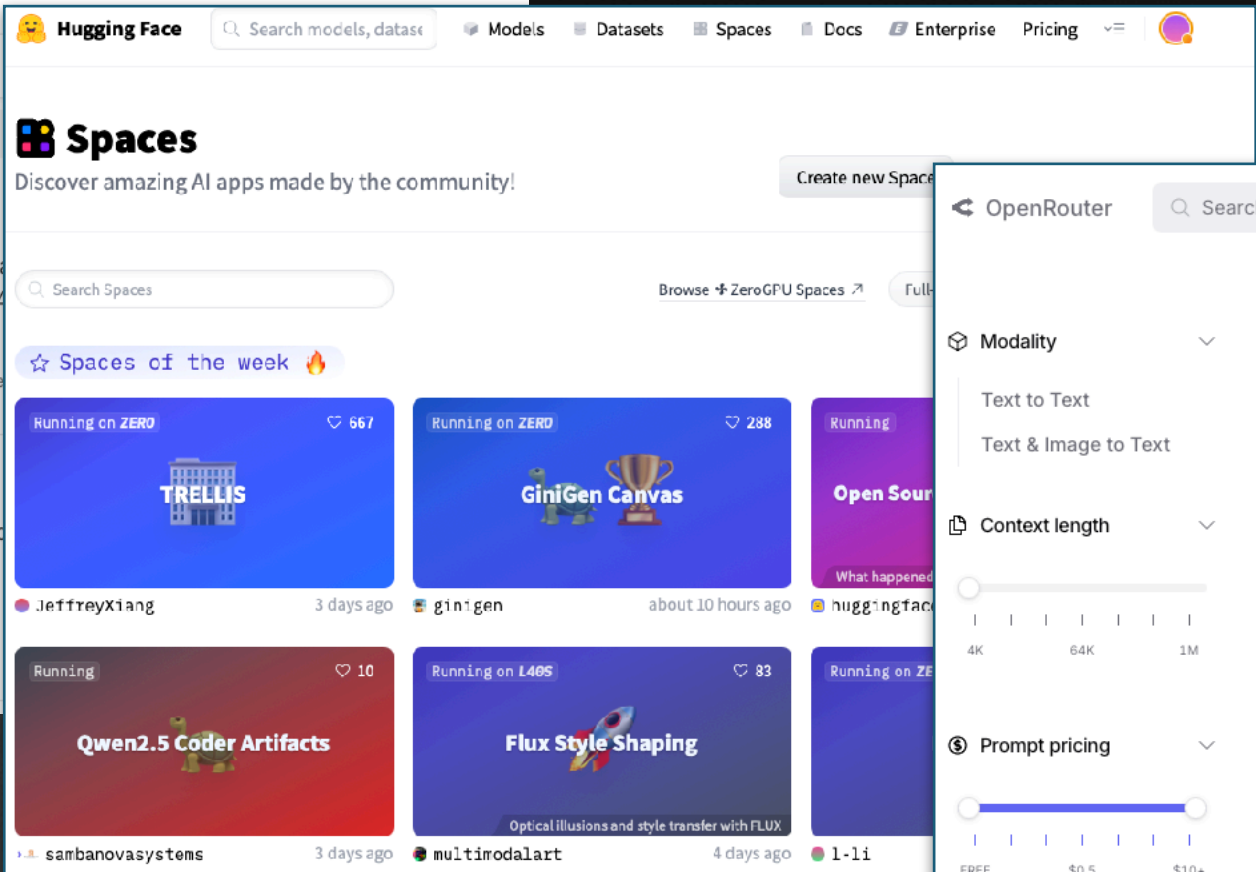 Hugging Face
Search models, datase
Models
Datasets
Spaces
Docs
Enterprise
Pricing
Spaces
Discover amazing AI apps made by the community!
Create new Space
Search Spaces
Browse ZeroGPU Spaces
Full-
Spaces of the week
Running on ZERO
667
TRELLIS
JeffreyXiang
3 days ago
Running on ZERO
288
GiniGen Canvas
ginigen
about 10 hours ago
Running
Open Sour
What happened
huggingface
Running
10
Qwen2.5 Coder Artifacts
sambanovasystems
3 days ago
Running on L40S
83
Flux Style Shaping
Optical illusions and style transfer with FLUX
multimodalart
4 days ago
Running on ZE
l-li
OpenRouter
Searc
Modality
Text to Text
Text & Image to Text
Context length
4K
64K
1M
Prompt pricing
FREE
$0.5
$10+